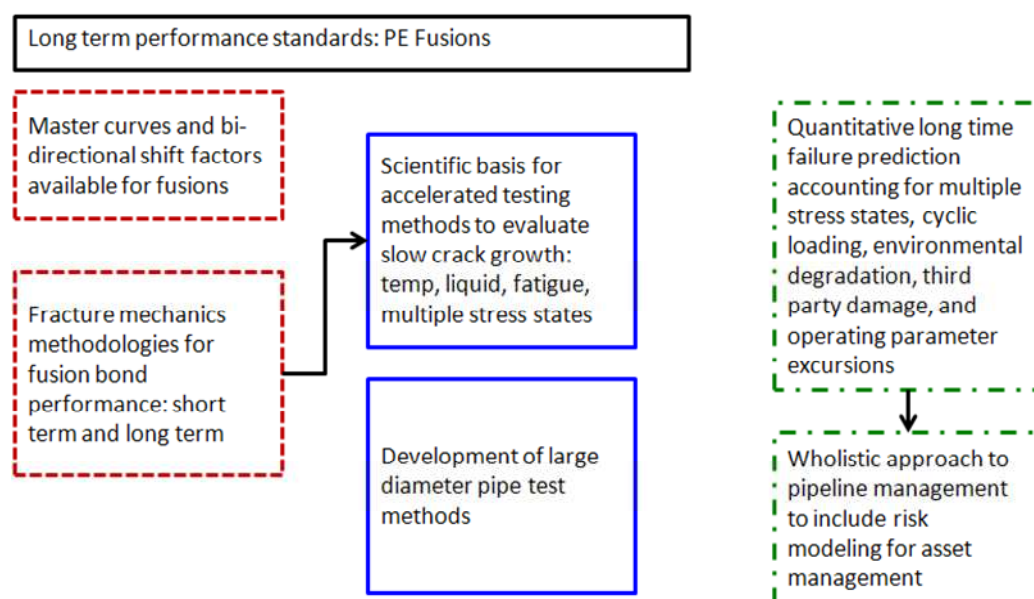 Long term performance standards: PE Fusions
Master curves and bi-
directional shift factors
available for fusions
Fracture mechanics
methodologies for
fusion bond
performance: short
term and long term
Scientific basis for
accelerated testing
methods to evaluate
slow crack growth:
temp, liquid, fatigue,
multiple stress states
Development of large
diameter pipe test
methods
Quantitative long time
failure prediction
accounting for multiple
stress states, cyclic
loading, environmental
degradation, third
party damage, and
operating parameter
excursions
Wholistic approach to
pipeline management
to include risk
modeling for asset
management